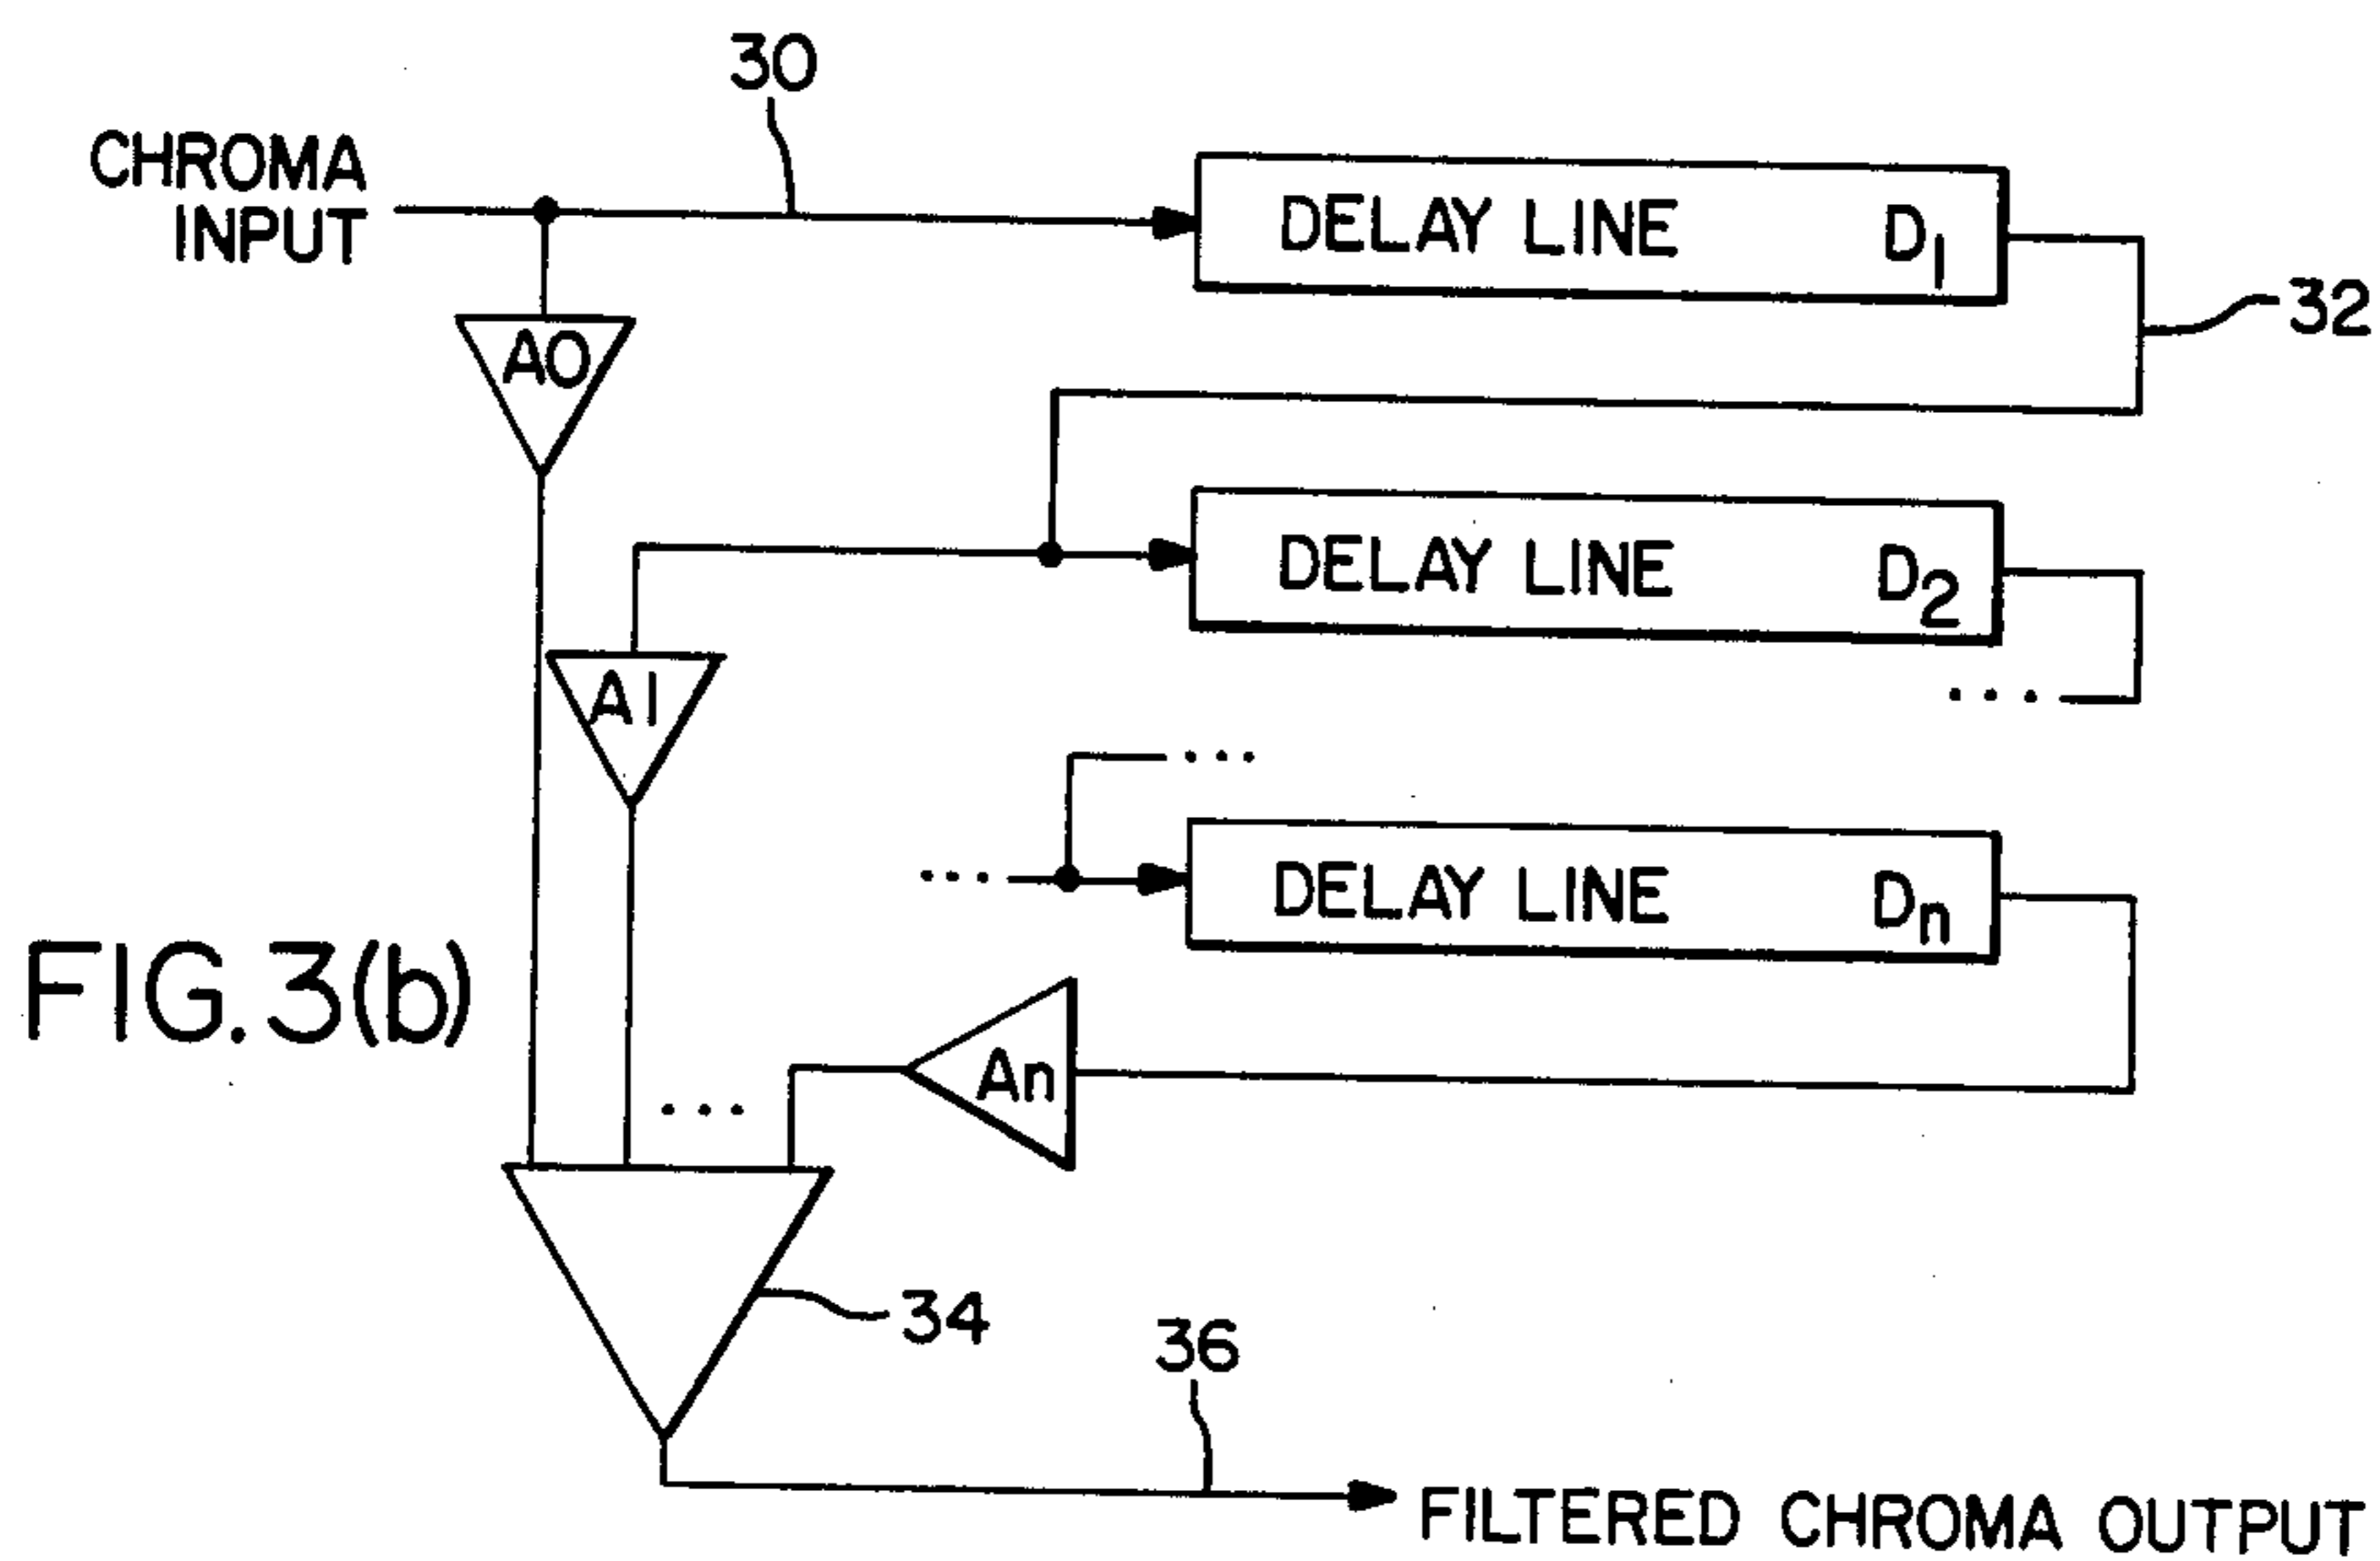 30
CHROMA
INPUT
DELAY LINE D1
32
A0
DELAY LINE D2
A1
...
...
... DELAY LINE Dn
FIG. 3(b)
An
...
34
36
FILTERED CHROMA OUTPUT